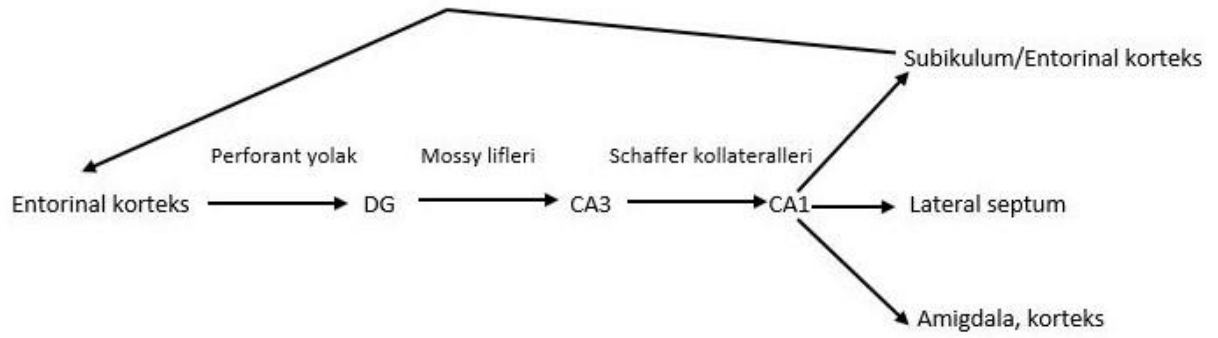 Subikulum/Entorinal korteks
Perforant yolak
Mossy lifleri
Schaffer kollateralleri
Entorinal korteks
DG
CA3
CA1
Lateral septum
Amigdala, korteks